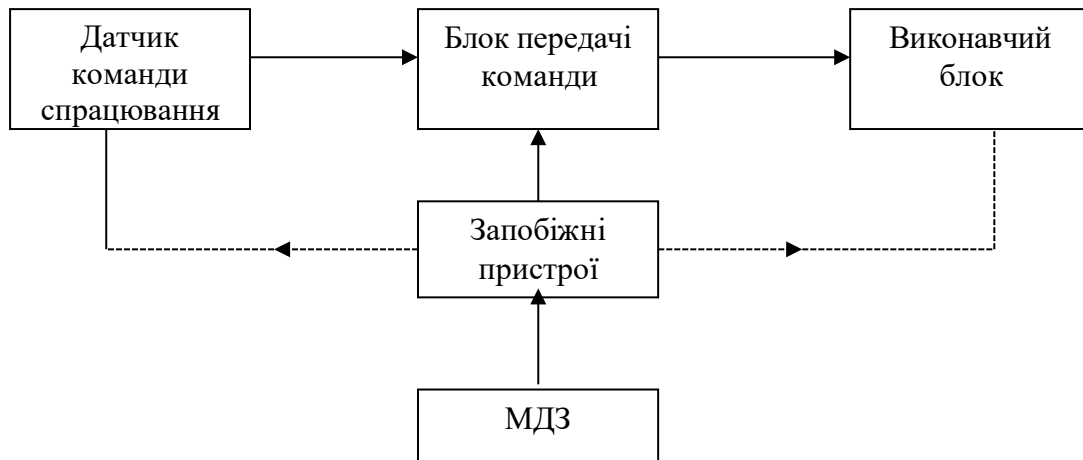 Датчик
команди
спрацювання
Блок передачі
команди
Виконавчий
блок
Запобіжні
пристрої
МДЗ